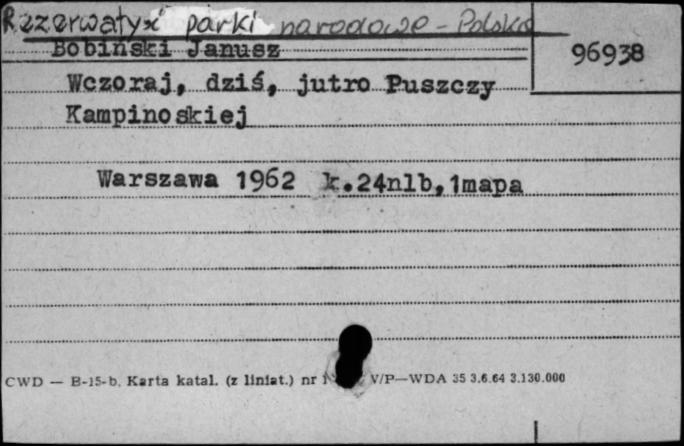 Rezerwaty i parki narodowe - Polska
Bobiński Janusz
96938
Wczoraj, dziś, jutro Puszczy
Kampinoskiej
Warszawa 1962 k.24nlb,1mapa
CWD — B-15-b. Karta katal. (z liniat.) nr 1 V/P—WDA 35 3.6.64 3.130.000